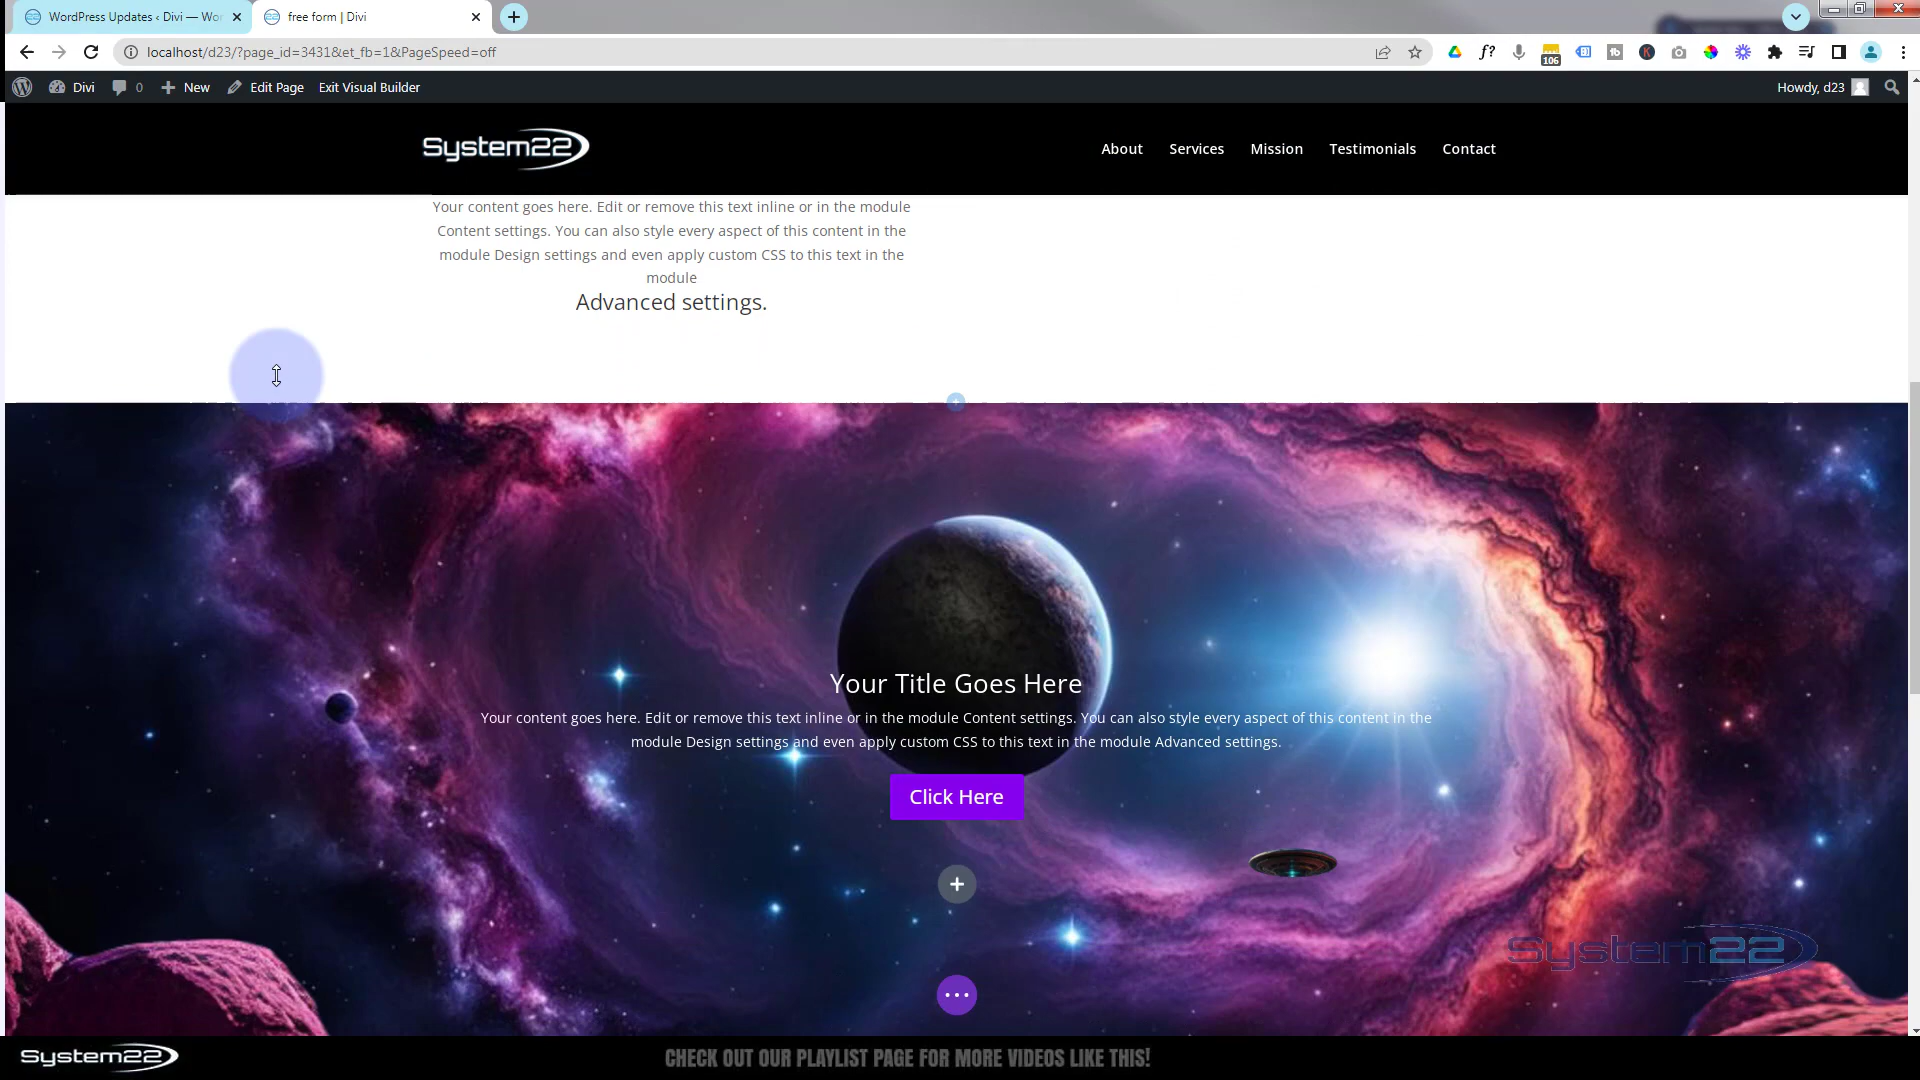 WordPress Updates ‹ Divi — Wor
free form | Divi
localhost/d23/?page_id=3431&et_fb=1&PageSpeed=off
f?
106
fb
K
Divi
0
New
Edit Page
Exit Visual Builder
Howdy, d23
System22
About
Services
Mission
Testimonials
Contact
Your content goes here. Edit or remove this text inline or in the module
Content settings. You can also style every aspect of this content in the
module Design settings and even apply custom CSS to this text in the
module
Advanced settings.
Your Title Goes Here
Your content goes here. Edit or remove this text inline or in the module Content settings. You can also style every aspect of this content in the
module Design settings and even apply custom CSS to this text in the module Advanced settings.
Click Here
System22
System22
CHECK OUT OUR PLAYLIST PAGE FOR MORE VIDEOS LIKE THIS!